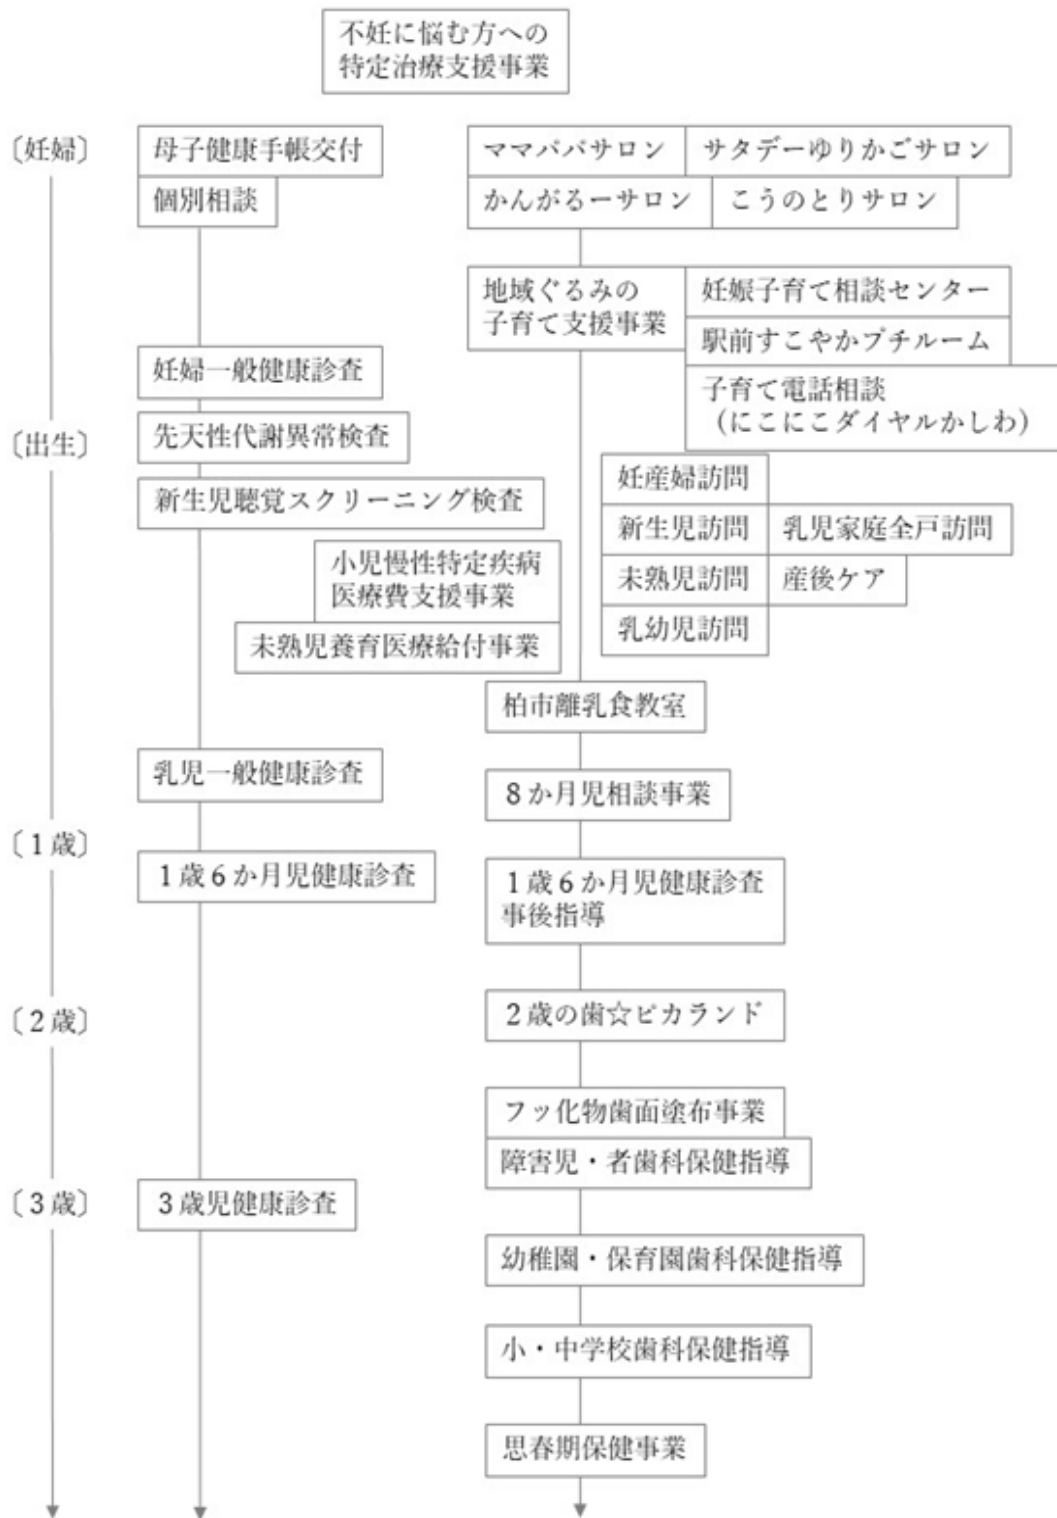 不妊に悩む方への
特定治療支援事業
〔妊婦〕
母子健康手帳交付
個別相談
ママパパサロン
サタデーゆりかごサロン
かんがるーサロン
こうのとりサロン
地域ぐるみの
子育て支援事業
妊娠子育て相談センター
駅前すこやかプチルーム
子育て電話相談
（にこにこダイヤルかしわ）
妊婦一般健康診査
〔出生〕
先天性代謝異常検査
新生児聴覚スクリーニング検査
妊産婦訪問
新生児訪問
乳児家庭全戸訪問
未熟児訪問
産後ケア
乳幼児訪問
小児慢性特定疾病
医療費支援事業
未熟児養育医療給付事業
柏市離乳食教室
乳児一般健康診査
8か月児相談事業
〔1歳〕
1歳6か月児健康診査
1歳6か月児健康診査
事後指導
〔2歳〕
2歳の歯☆ピカランド
フッ化物歯面塗布事業
障害児・者歯科保健指導
〔3歳〕
3歳児健康診査
幼稚園・保育園歯科保健指導
小・中学校歯科保健指導
思春期保健事業